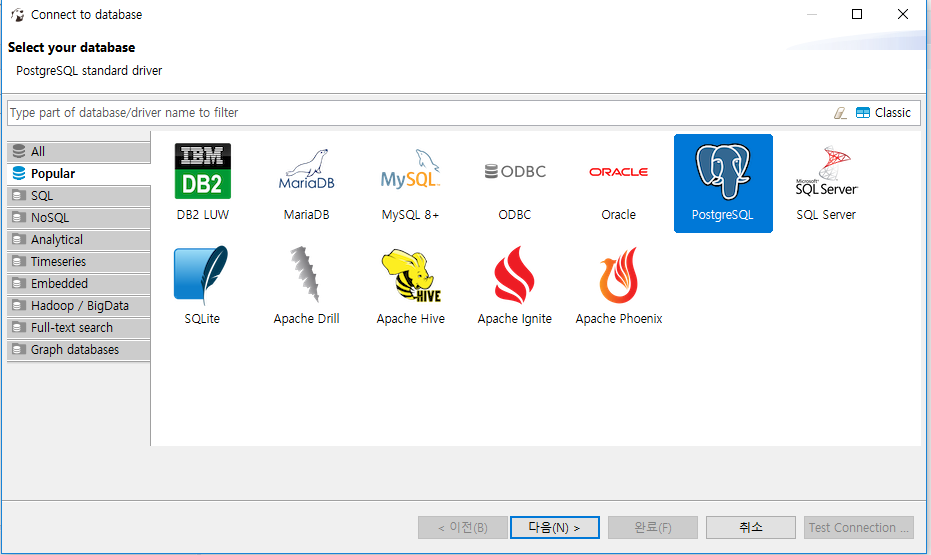 Connect to database
Select your database
PostgreSQL standard driver
Type part of database/driver name to filter
Classic
All
Popular
SQL
NoSQL
Analytical
Timeseries
Embedded
Hadoop / BigData
Full-text search
Graph databases
IBM
DB2
MariaDB
MySQL
ODBC
ORACLE
Microsoft
SQL Server
DB2 LUW
MariaDB
MySQL 8+
ODBC
Oracle
PostgreSQL
SQL Server
HIVE
SQLite
Apache Drill
Apache Hive
Apache Ignite
Apache Phoenix
< 이전(B)
다음(N) >
완료(F)
취소
Test Connection ...